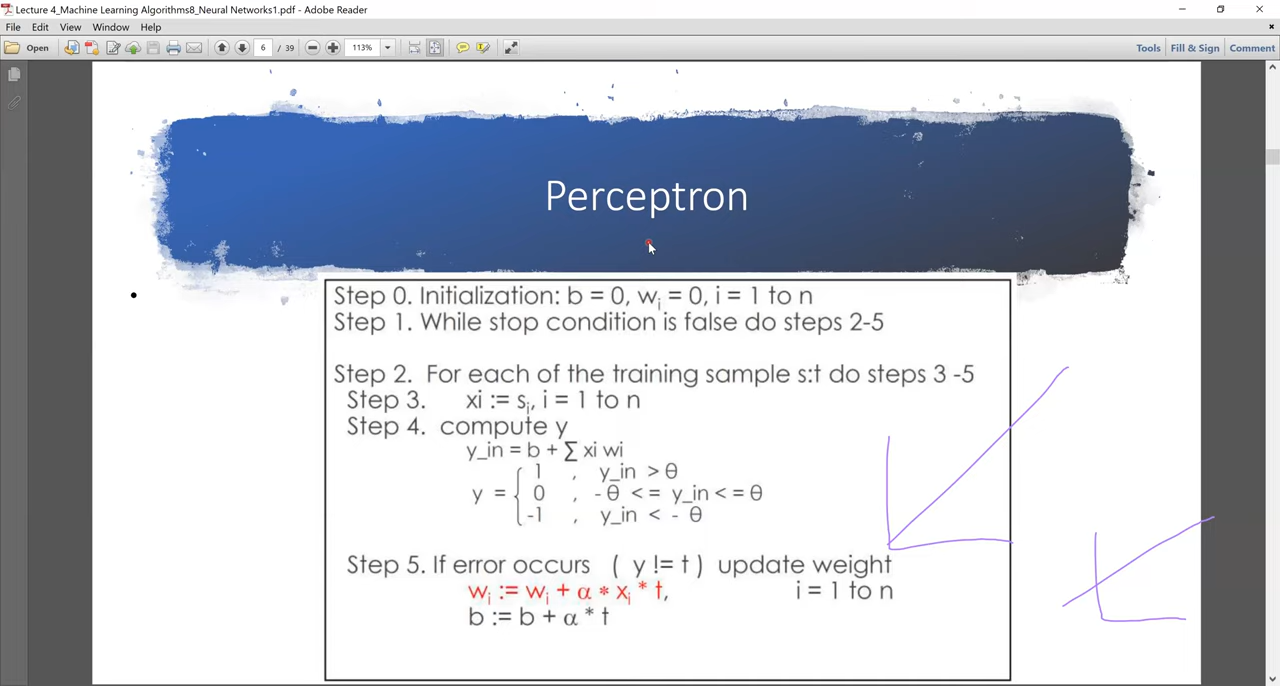 Lecture 4_Machine Learning Algorithms8_Neural Networks1.pdf - Adobe Reader
File Edit View Window Help
Open 6 / 39 113% Tools Fill & Sign Comment
Perceptron
Step 0. Initialization: b = 0, wi = 0, i = 1 to n
Step 1. While stop condition is false do steps 2-5
Step 2. For each of the training sample s:t do steps 3 -5
Step 3. xi := si, i = 1 to n
Step 4. compute y
y_in = b + ∑ xi wi
1 , y_in > θ
y = 0 , - θ <= y_in <= θ
-1 , y_in < - θ
Step 5. If error occurs ( y != t ) update weight
wi := wi + α * xi * t, i = 1 to n
b := b + α * t